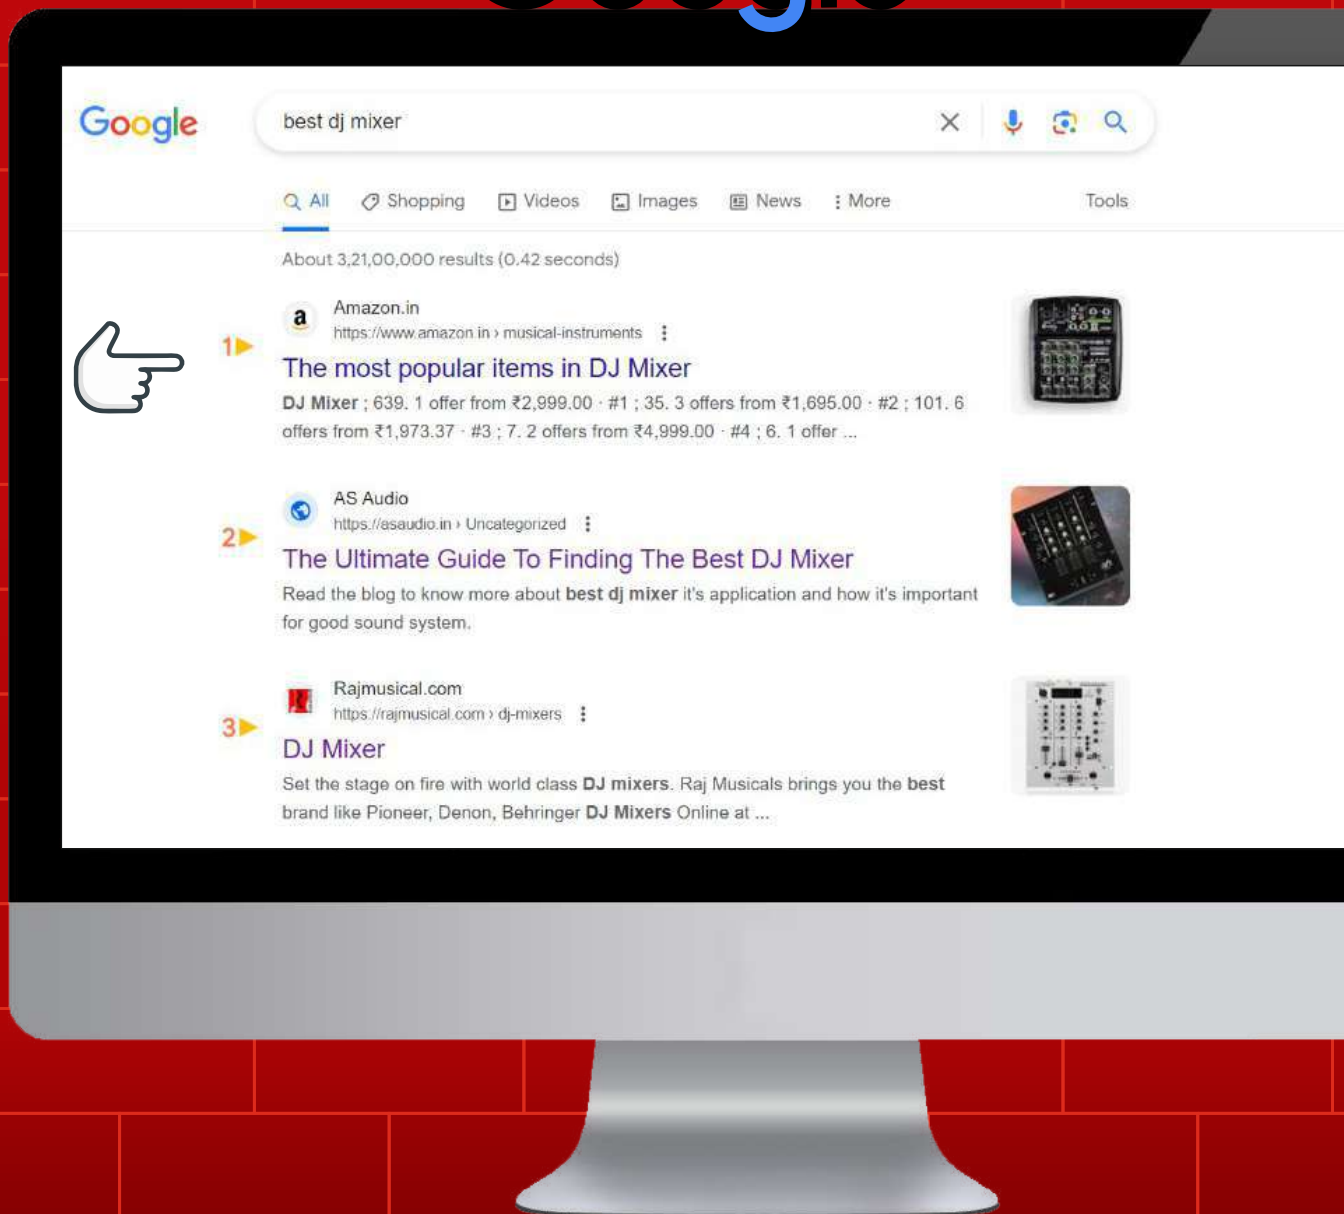 Google
best dj mixer
All Shopping Videos Images News More Tools
About 3,21,00,000 results (0.42 seconds)
1
a
Amazon.in
https://www.amazon.in › musical-instruments
The most popular items in DJ Mixer
DJ Mixer ; 639. 1 offer from ₹2,999.00 · #1 ; 35. 3 offers from ₹1,695.00 · #2 ; 101. 6
offers from ₹1,973.37 · #3 ; 7. 2 offers from ₹4,999.00 · #4 ; 6. 1 offer ...
2
AS Audio
https://asaudio.in › Uncategorized
The Ultimate Guide To Finding The Best DJ Mixer
Read the blog to know more about best dj mixer it's application and how it's important
for good sound system.
3
Rajmusical.com
https://rajmusical.com › dj-mixers
DJ Mixer
Set the stage on fire with world class DJ mixers. Raj Musicals brings you the best
brand like Pioneer, Denon, Behringer DJ Mixers Online at ...